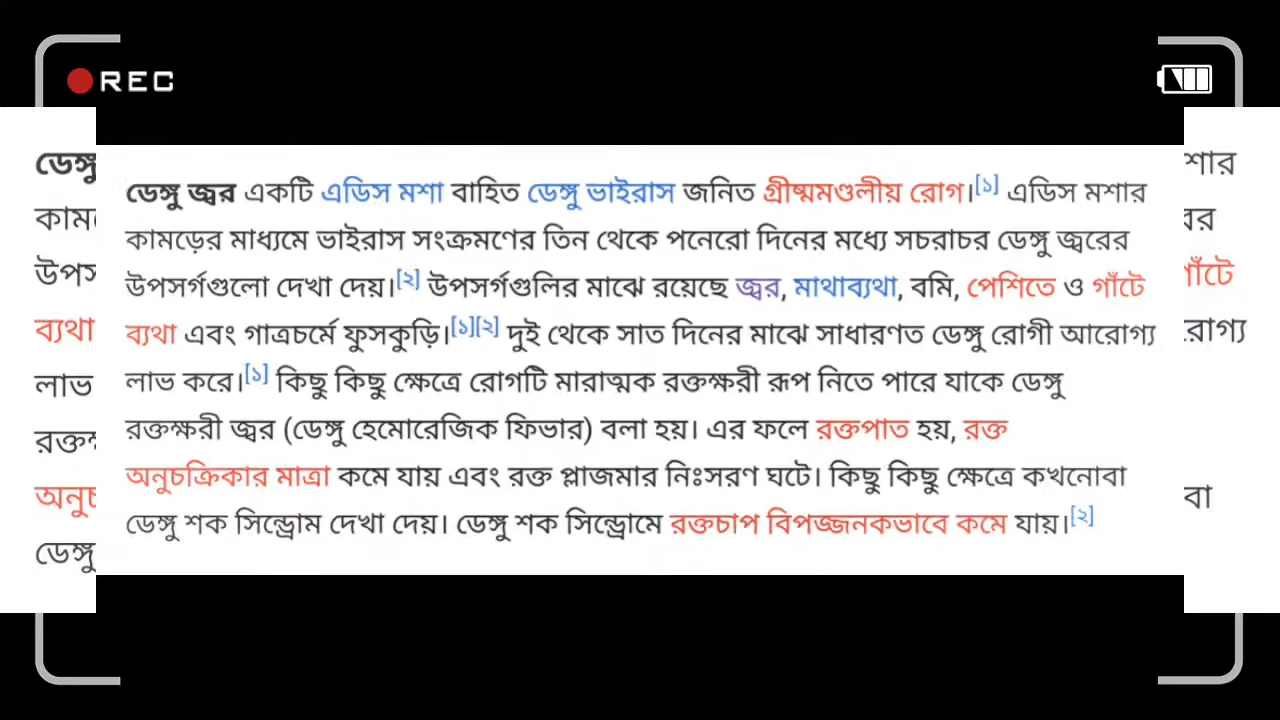 REC
ডেঙ্গু জ্বর একটি এডিস মশা বাহিত ডেঙ্গু ভাইরাস জনিত গ্রীষ্মমণ্ডলীয় রোগ।[১] এডিস মশার
কামড়ের মাধ্যমে ভাইরাস সংক্রমণের তিন থেকে পনেরো দিনের মধ্যে সচরাচর ডেঙ্গু জ্বরের
উপসর্গগুলো দেখা দেয়।[২] উপসর্গগুলির মাঝে রয়েছে জ্বর, মাথাব্যথা, বমি, পেশিতে ও গাঁটে
ব্যথা এবং গাত্রচর্মে ফুসকুড়ি।[১][২] দুই থেকে সাত দিনের মাঝে সাধারণত ডেঙ্গু রোগী আরোগ্য
লাভ করে।[১] কিছু কিছু ক্ষেত্রে রোগটি মারাত্মক রক্তক্ষরী রূপ নিতে পারে যাকে ডেঙ্গু
রক্তক্ষরী জ্বর (ডেঙ্গু হেমোরেজিক ফিভার) বলা হয়। এর ফলে রক্তপাত হয়, রক্ত
অনুচক্রিকার মাত্রা কমে যায় এবং রক্ত প্লাজমার নিঃসরণ ঘটে। কিছু কিছু ক্ষেত্রে কখনোবা
ডেঙ্গু শক সিন্ড্রোম দেখা দেয়। ডেঙ্গু শক সিন্ড্রোমে রক্তচাপ বিপজ্জনকভাবে কমে যায়।[২]